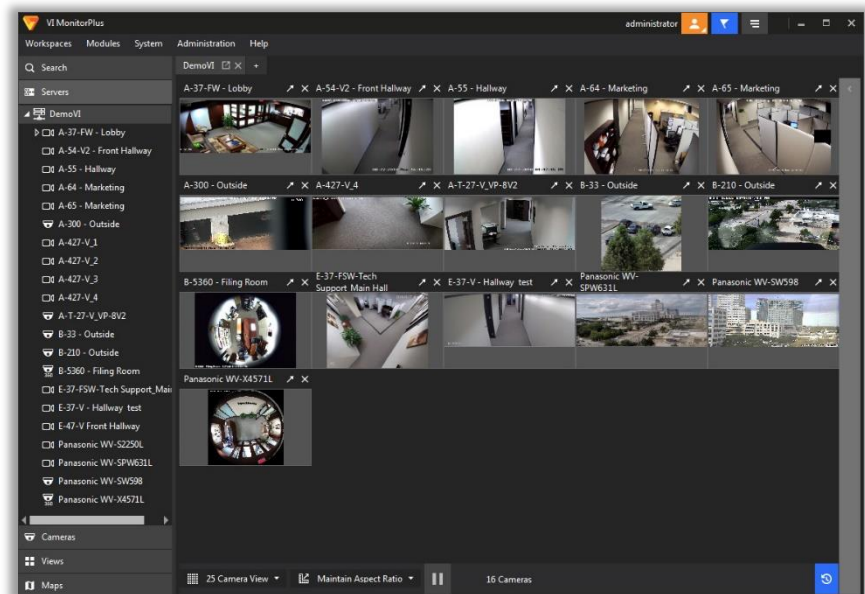 VI MonitorPlus
administrator
Workspaces Modules System Administration Help
Search
Servers
DemoVI
A-37-FW - Lobby
A-54-V2 - Front Hallway
A-55 - Hallway
A-64 - Marketing
A-65 - Marketing
A-300 - Outside
A-427-V_1
A-427-V_2
A-427-V_3
A-427-V_4
A-T-27-V_VP-8V2
B-33 - Outside
B-210 - Outside
B-5360 - Filing Room
E-37-FSW-Tech Support_Mai
E-37-V - Hallway test
E-47-V Front Hallway
Panasonic WV-S2250L
Panasonic WV-SPW631L
Panasonic WV-SW598
Panasonic WV-X4571L
Cameras
Views
Maps
DemoVI
A-37-FW - Lobby A-54-V2 - Front Hallway A-55 - Hallway A-64 - Marketing A-65 - Marketing
A-300 - Outside A-427-V_4 A-T-27-V_VP-8V2 B-33 - Outside B-210 - Outside
B-5360 - Filing Room E-37-FSW-Tech Support_Main Hall E-37-V - Hallway test Panasonic WV-SPW631L Panasonic WV-SW598
Panasonic WV-X4571L
25 Camera View Maintain Aspect Ratio 16 Cameras